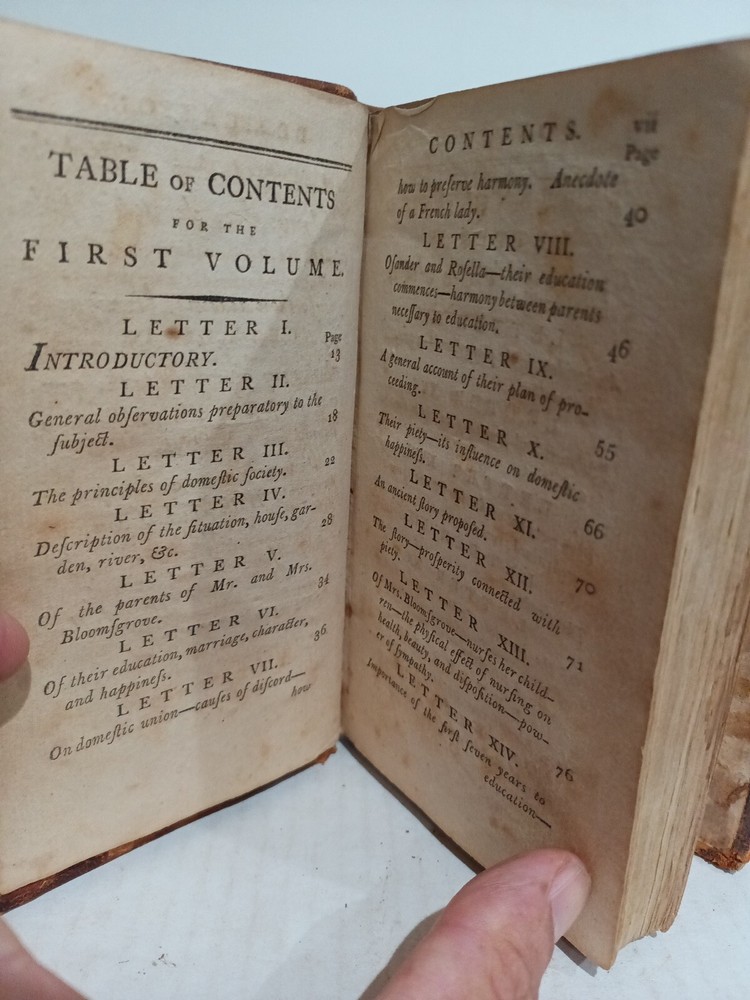 TABLE OF CONTENTS
FOR THE
FIRST VOLUME.
LETTER I.
Page
INTRODUCTORY. 13
LETTER II.
General obſervations preparatory to the
ſubject. 18
LETTER III.
The principles of domeſtic ſociety. 22
LETTER IV.
Deſcription of the ſituation, houſe, gar-
den, river, &c. 28
LETTER V.
Of the parents of Mr. and Mrs.
Bloomſgrove. 34
LETTER VI.
Of their education, marriage, character,
and happineſs. 36
LETTER VII.
On domeſtic union—cauſes of diſcord—
how
CONTENTS. vii
Page
how to preſerve harmony. Anecdote
of a French lady. 40
LETTER VIII.
Oſander and Roſella—their education
commences—harmony between parents
neceſſary to education. 46
LETTER IX.
A general account of their plan of pro-
ceeding. 55
LETTER X.
Their piety—its influence on domeſtic
happineſs. 66
LETTER XI.
An ancient ſtory propoſed. 70
LETTER XII.
The ſtory—proſperity connected with
piety. 71
LETTER XIII.
Of Mrs. Bloomſgrove—nurſes her child-
ren—the phyſical effect of nurſing on
health, beauty, and diſpoſition—pow-
er of ſympathy. 76
LETTER XIV.
Importance of the firſt ſeven years to
education—